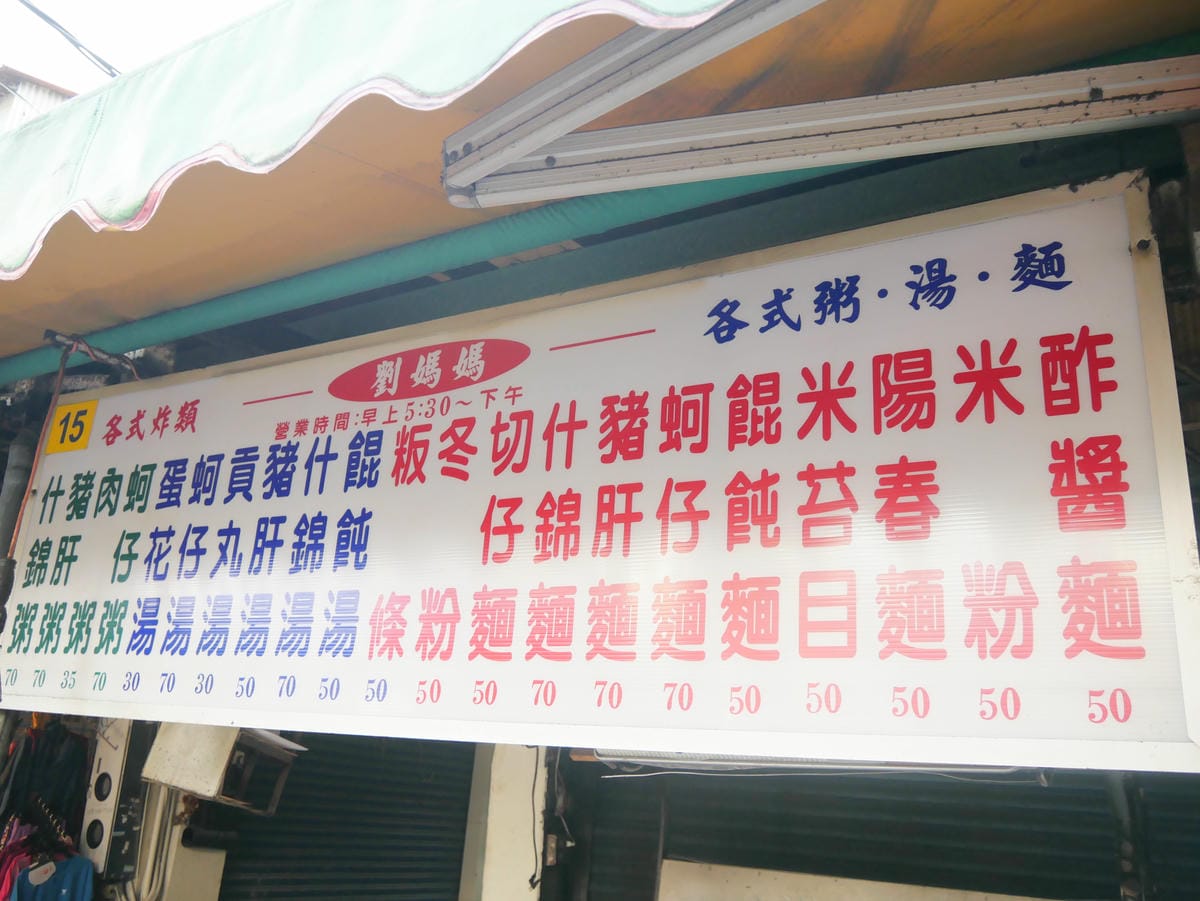 各式粥·湯·麵
劉媽媽
營業時間:早上5:30～下午
各式炸類
15
酢醬麵 50
米粉 50
陽春麵 50
米苔目 50
餛飩麵 50
蚵仔麵 70
豬肝麵 70
什錦麵 70
切仔麵 50
冬粉 50
粄條 50
餛飩湯 50
什錦湯 70
豬肝湯 50
貢丸湯 30
蚵仔湯 70
蛋花湯 30
蚵仔粥 70
肉粥 35
豬肝粥 70
什錦粥 70